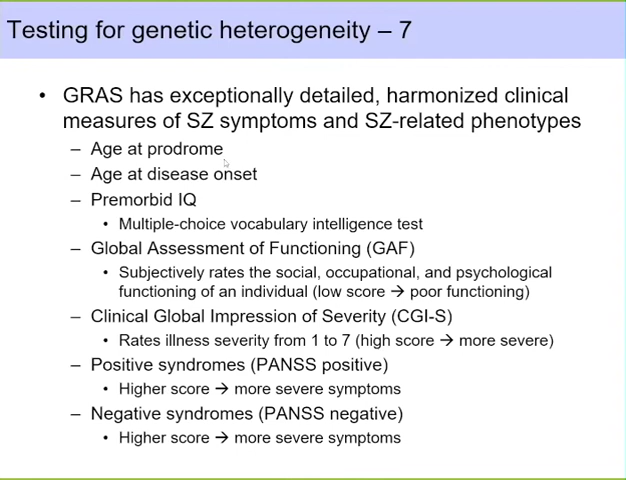 Testing for genetic heterogeneity – 7
• GRAS has exceptionally detailed, harmonized clinical
measures of SZ symptoms and SZ-related phenotypes
– Age at prodrome
– Age at disease onset
– Premorbid IQ
• Multiple-choice vocabulary intelligence test
– Global Assessment of Functioning (GAF)
• Subjectively rates the social, occupational, and psychological
functioning of an individual (low score → poor functioning)
– Clinical Global Impression of Severity (CGI-S)
• Rates illness severity from 1 to 7 (high score → more severe)
– Positive syndromes (PANSS positive)
• Higher score → more severe symptoms
– Negative syndromes (PANSS negative)
• Higher score → more severe symptoms